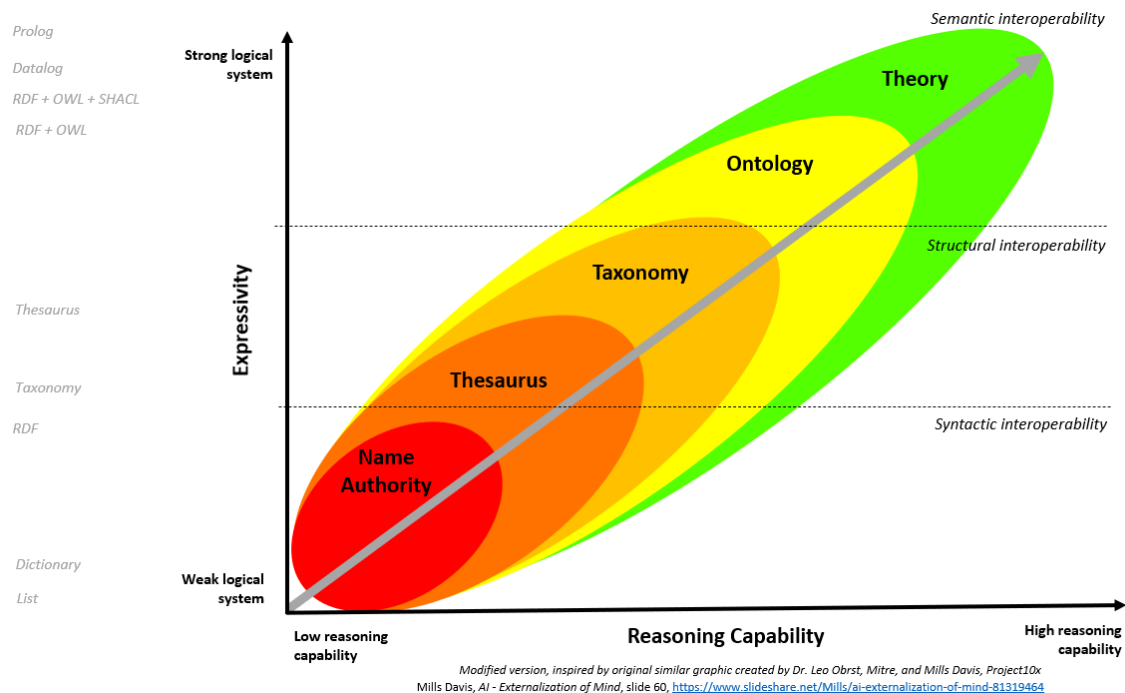 Prolog
Datalog
RDF + OWL + SHACL
RDF + OWL
Thesaurus
Taxonomy
RDF
Dictionary
List
Strong logical
system
Expressivity
Weak logical
system
Semantic interoperability
Theory
Ontology
Structural interoperability
Taxonomy
Thesaurus
Syntactic interoperability
Name
Authority
Low reasoning
capability
Reasoning Capability
High reasoning
capability
Modified version, inspired by original similar graphic created by Dr. Leo Obrst, Mitre, and Mills Davis, Project10x
Mills Davis, AI - Externalization of Mind, slide 60, https://www.slideshare.net/Mills/ai-externalization-of-mind-81319464